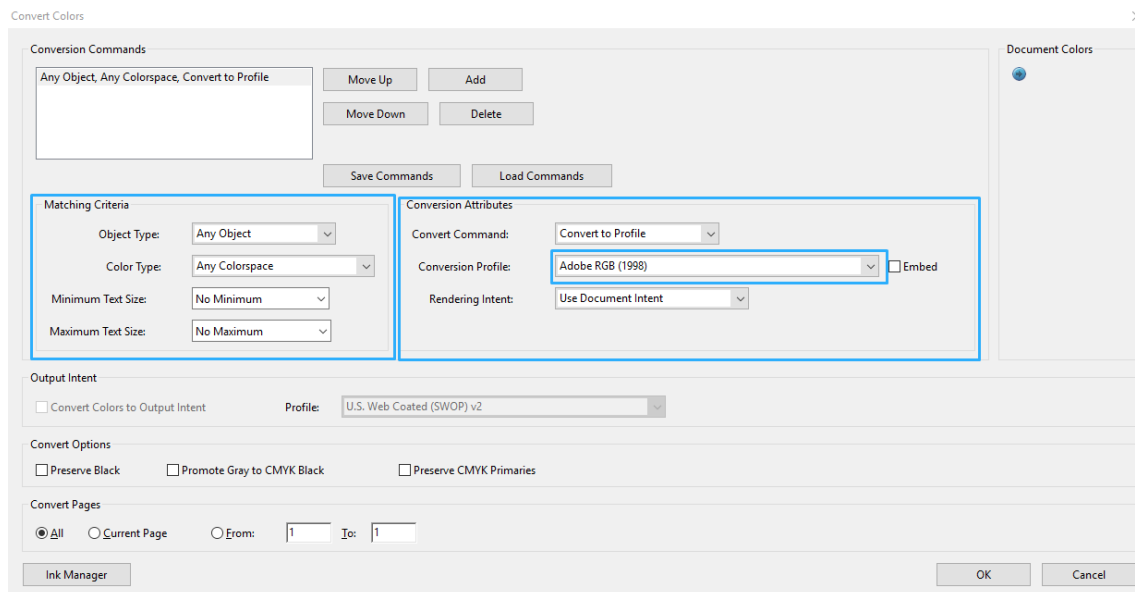 Convert Colors
Conversion Commands
Document Colors
Any Object, Any Colorspace, Convert to Profile
Move Up
Add
Move Down
Delete
Save Commands
Load Commands
Matching Criteria
Object Type: Any Object
Color Type: Any Colorspace
Minimum Text Size: No Minimum
Maximum Text Size: No Maximum
Conversion Attributes
Convert Command: Convert to Profile
Conversion Profile: Adobe RGB (1998) Embed
Rendering Intent: Use Document Intent
Output Intent
Convert Colors to Output Intent Profile: U.S. Web Coated (SWOP) v2
Convert Options
Preserve Black Promote Gray to CMYK Black Preserve CMYK Primaries
Convert Pages
All Current Page From: 1 To: 1
Ink Manager
OK
Cancel